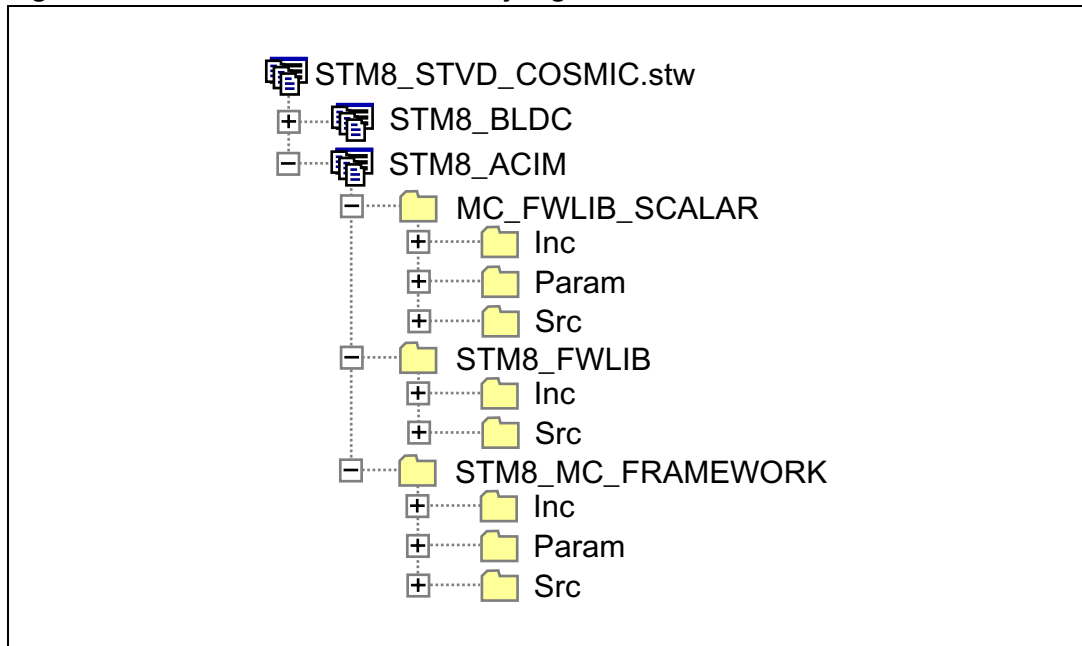 STM8_STVD_COSMIC.stw
STM8_BLDC
STM8_ACIM
MC_FWLIB_SCALAR
Inc
Param
Src
STM8_FWLIB
Inc
Src
STM8_MC_FRAMEWORK
Inc
Param
Src